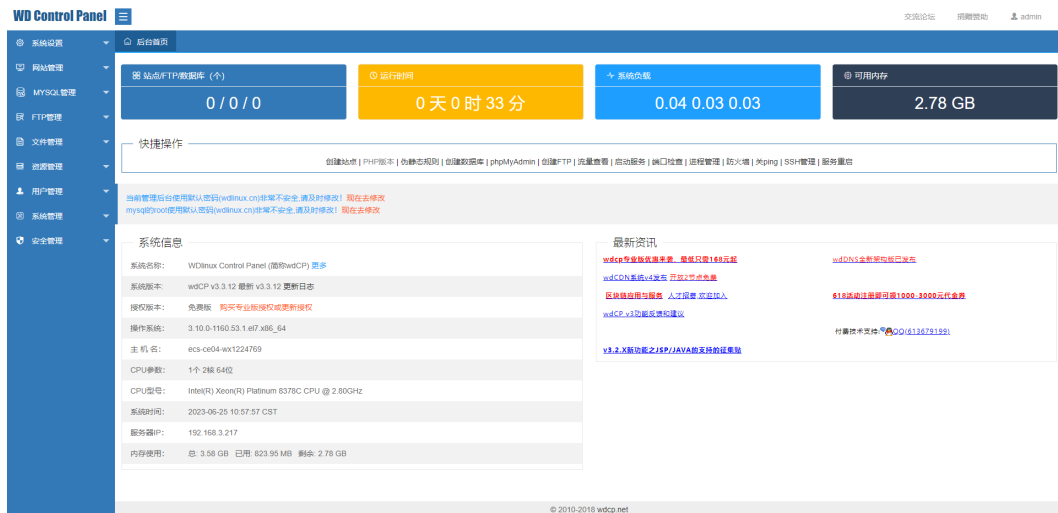 WD Control Panel
交流论坛 捐赠赞助 admin
系统设置
网站管理
MYSQL管理
FTP管理
文件管理
资源管理
用户管理
系统管理
安全管理
后台首页
站点/FTP/数据库 (个)
0 / 0 / 0
运行时间
0 天 0 时 33 分
系统负载
0.04 0.03 0.03
可用内存
2.78 GB
快捷操作
创建站点 | PHP版本 | 伪静态规则 | 创建数据库 | phpMyAdmin | 创建FTP | 流量查看 | 启动服务 | 端口检查 | 进程管理 | 防火墙 | 关ping | SSH管理 | 服务重启
当前管理后台使用默认密码(wdlinux.cn)非常不安全,请及时修改! 现在去修改
mysql的root使用默认密码(wdlinux.cn)非常不安全,请及时修改! 现在去修改
系统信息
系统名称: WDlinux Control Panel (简称wdCP) 更多
系统版本: wdCP v3.3.12 最新 v3.3.12 更新日志
授权版本: 免费版 购买专业版授权或更新授权
操作系统: 3.10.0-1160.53.1.el7.x86_64
主 机 名: ecs-ce04-wx1224769
CPU参数: 1个 2核 64位
CPU型号: Intel(R) Xeon(R) Platinum 8378C CPU @ 2.80GHz
系统时间: 2023-06-25 10:57:57 CST
服务器IP: 192.168.3.217
内存使用: 总: 3.58 GB 已用: 823.95 MB 剩余: 2.78 GB
最新资讯
wdcp专业版优惠来袭，最低只需168元起 wdDNS全新架构版已发布
wdCDN系统v4发布 开放2节点免费
区块链应用与服务 人才招募,欢迎加入 618活动注册即可领1000-3000元代金券
wdCP v3功能反馈和建议
付费技术支持: QQ(613679199)
v3.2.X新功能之JSP/JAVA的支持的征集贴
© 2010-2018 wdcp.net